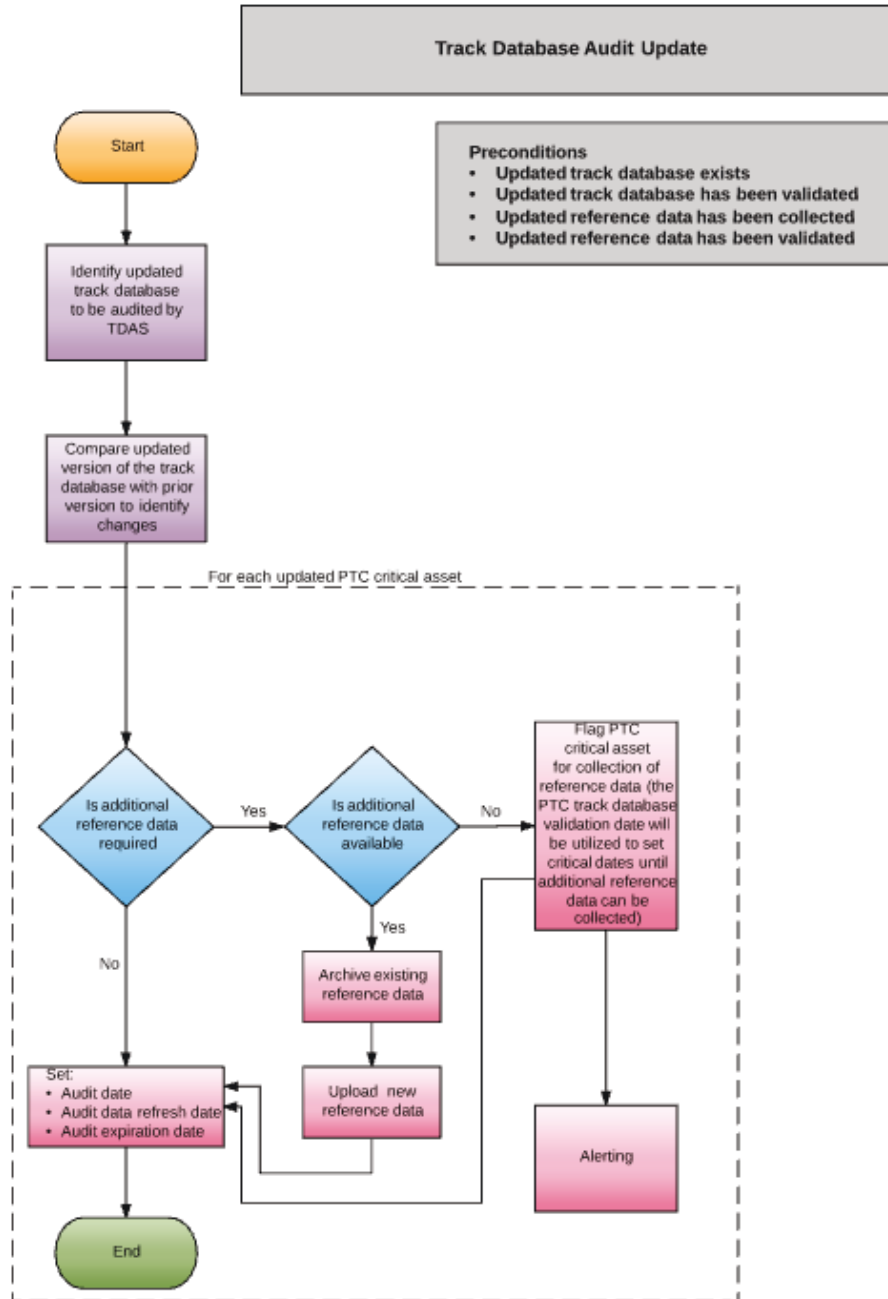 Track Database Audit Update
Start
Preconditions
• Updated track database exists
• Updated track database has been validated
• Updated reference data has been collected
• Updated reference data has been validated
Identify updated
track database
to be audited by
TDAS
Compare updated
version of the track
database with prior
version to identify
changes
For each updated PTC critical asset
Is additional
reference data
required
Yes
Is additional
reference data
available
No
Flag PTC
critical asset
for collection of
reference data (the
PTC track database
validation date will
be utilized to set
critical dates until
additional reference
data can be
collected)
No
Yes
Archive existing
reference data
Set:
• Audit date
• Audit data refresh date
• Audit expiration date
Upload new
reference data
Alerting
End